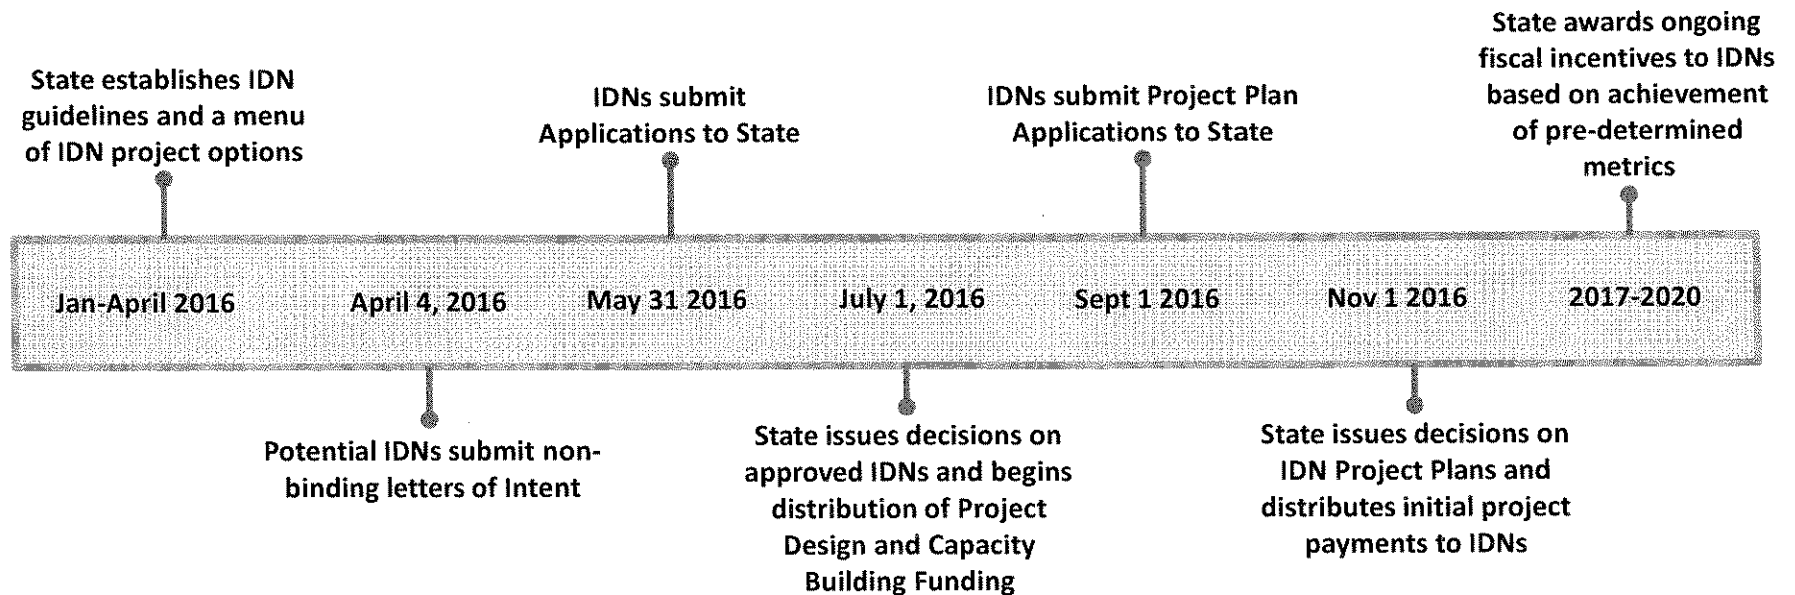 State establishes IDN
guidelines and a menu
of IDN project options
IDNs submit
Applications to State
IDNs submit Project Plan
Applications to State
State awards ongoing
fiscal incentives to IDNs
based on achievement
of pre-determined
metrics
Jan-April 2016
April 4, 2016
May 31 2016
July 1, 2016
Sept 1 2016
Nov 1 2016
2017-2020
Potential IDNs submit non-
binding letters of Intent
State issues decisions on
approved IDNs and begins
distribution of Project
Design and Capacity
Building Funding
State issues decisions on
IDN Project Plans and
distributes initial project
payments to IDNs